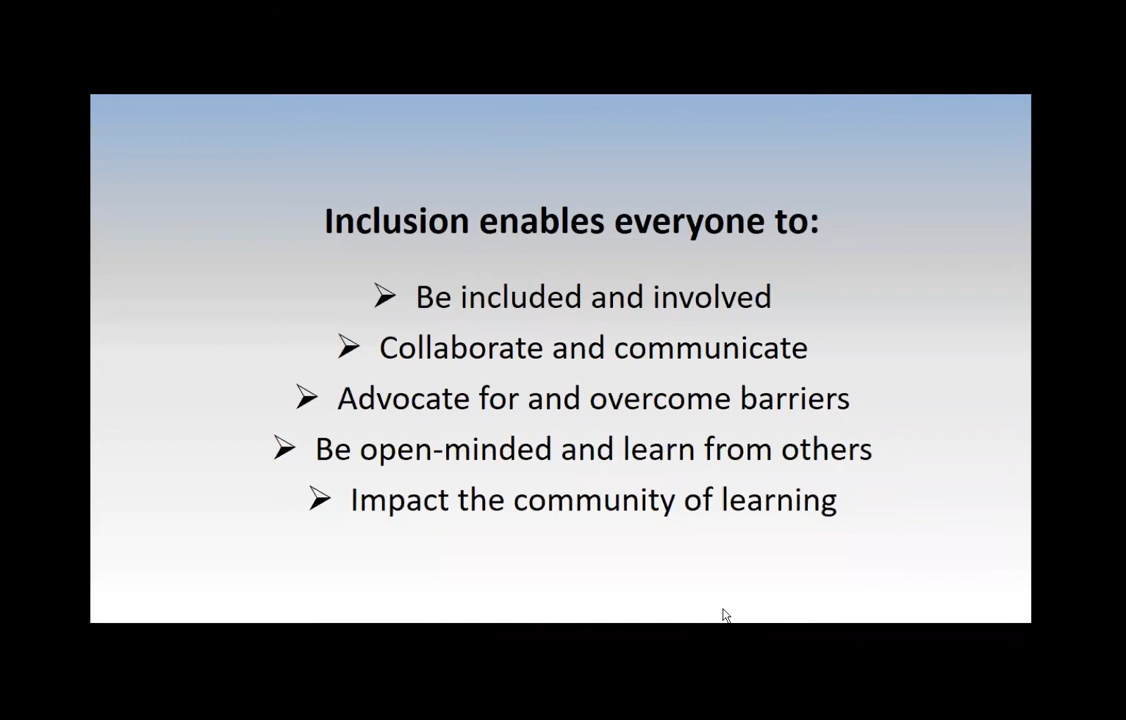 Inclusion enables everyone to:
➢ Be included and involved
➢ Collaborate and communicate
➢ Advocate for and overcome barriers
➢ Be open-minded and learn from others
➢ Impact the community of learning